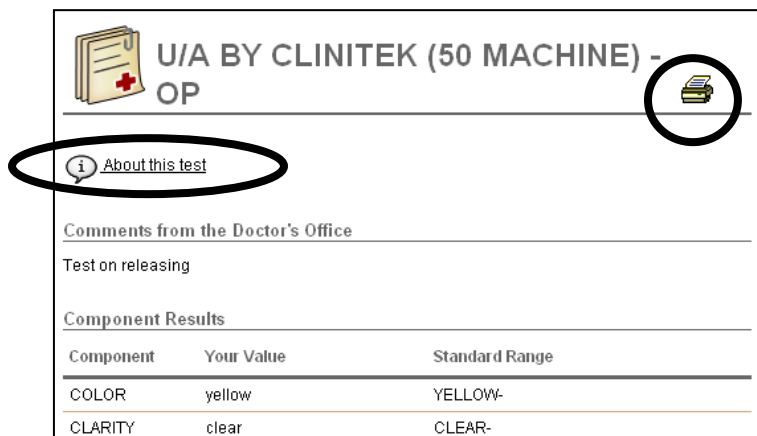 U/A BY CLINITEK (50 MACHINE) -
OP
i About this test
Comments from the Doctor's Office
Test on releasing
Component Results
Component Your Value Standard Range
COLOR yellow YELLOW-
CLARITY clear CLEAR-